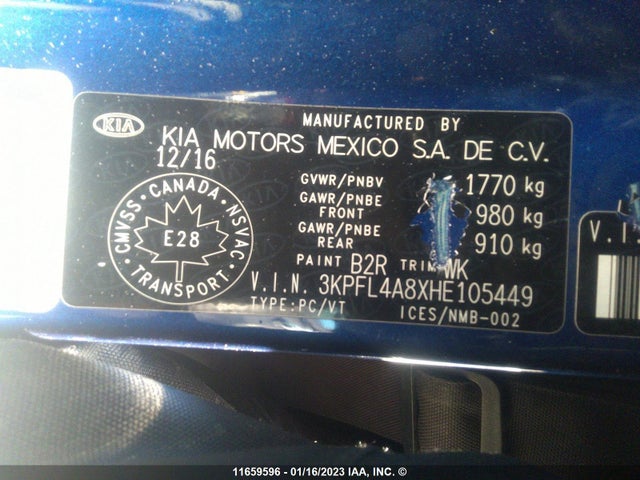 KIA
MANUFACTURED BY
KIA MOTORS MEXICO S.A. DE C.V.
12/16
GVWR/PNBV 1770 kg
GAWR/PNBE FRONT 980 kg
GAWR/PNBE REAR 910 kg
PAINT B2R TRIM WK
V.I.N. 3KPFL4A8XHE105449
TYPE:PC/VT ICES/NMB-002
CMVSS · CANADA · NSVAC
E28
TRANSPORT
V.I
11659596 - 01/16/2023 IAA, INC. ©